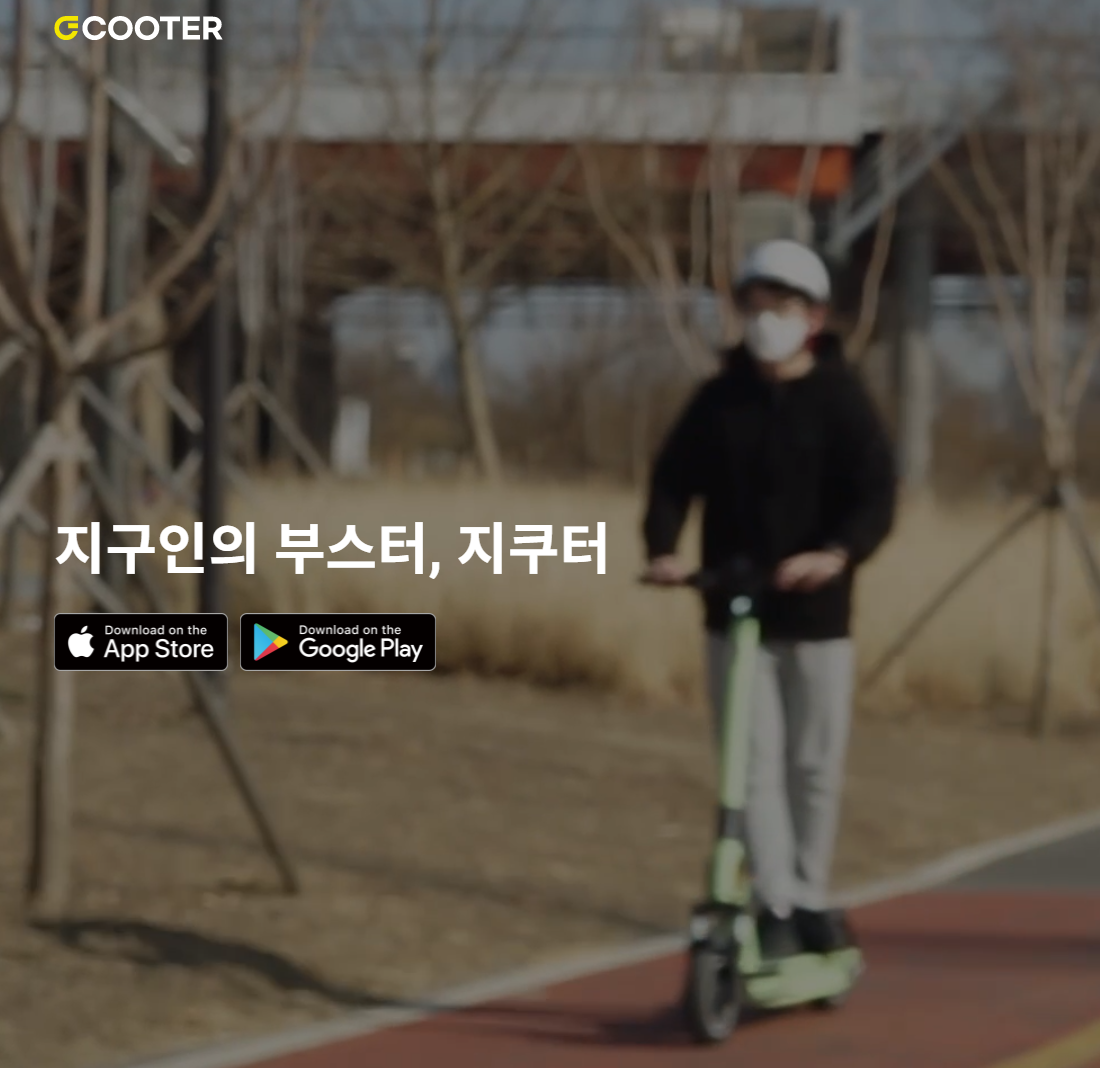 GCOOTER
지구인의 부스터, 지쿠터
Download on the
App Store
Download on the
Google Play